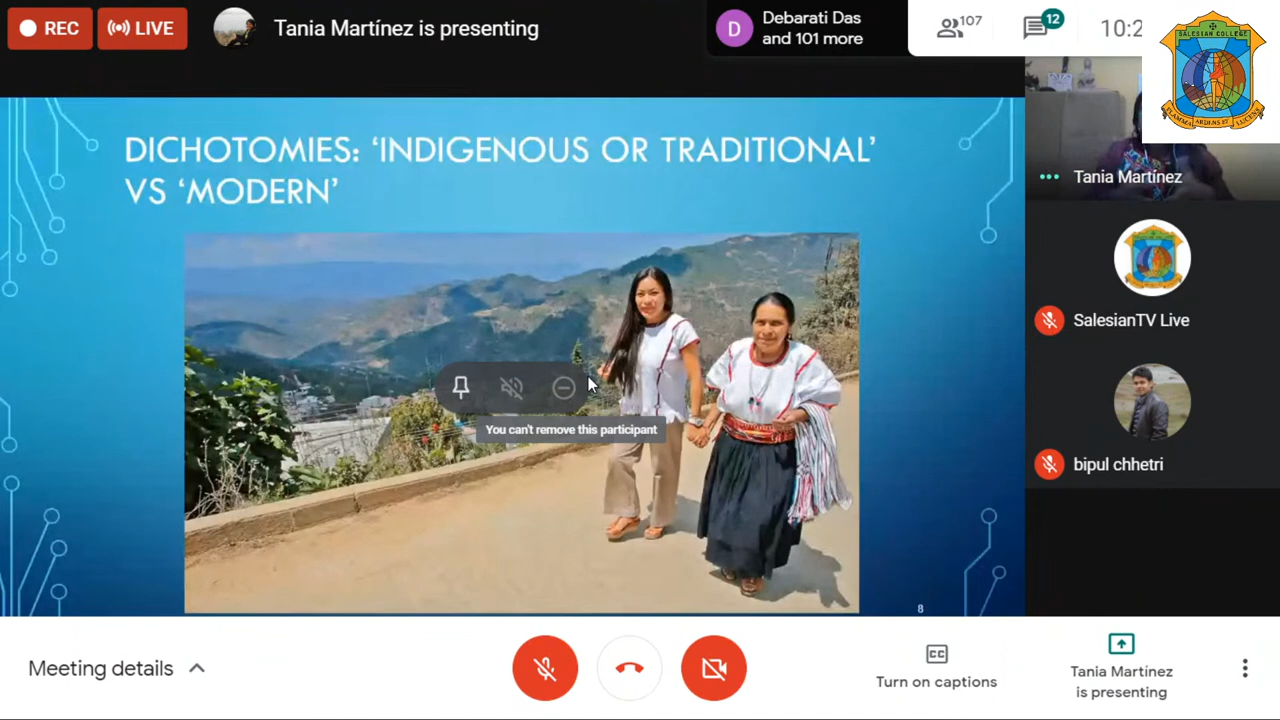 REC
LIVE
Tania Martínez is presenting
D
Debarati Das
and 101 more
107
12
10:2
SALESIAN COLLEGE
DICHOTOMIES: ‘INDIGENOUS OR TRADITIONAL’
VS ‘MODERN’
Tania Martínez
SalesianTV Live
You can't remove this participant
bipul chhetri
8
Meeting details
CC
Turn on captions
Tania Martínez
is presenting